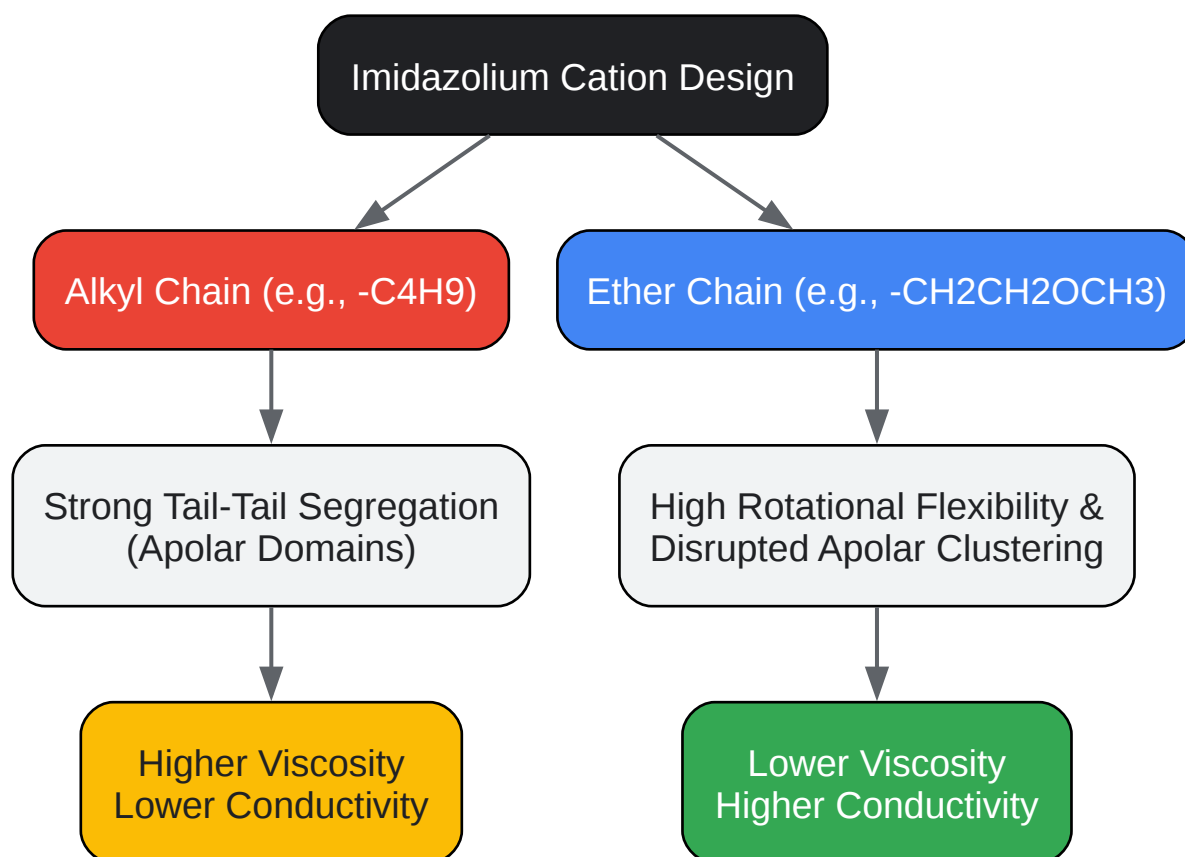 Imidazolium Cation Design
Alkyl Chain (e.g., -C4H9)
Ether Chain (e.g., -CH2CH2OCH3)
Strong Tail-Tail Segregation
(Apolar Domains)
High Rotational Flexibility &
Disrupted Apolar Clustering
Higher Viscosity
Lower Conductivity
Lower Viscosity
Higher Conductivity